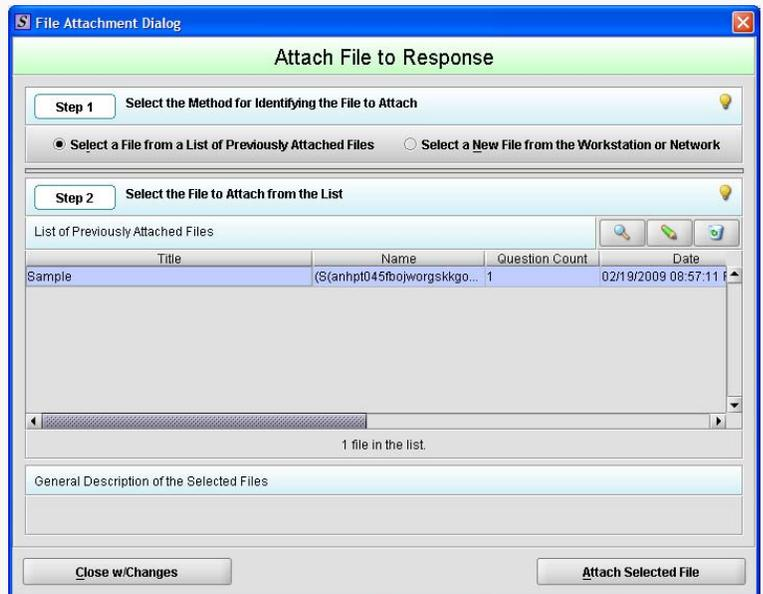 File Attachment Dialog
Attach File to Response
Step 1 Select the Method for Identifying the File to Attach
Select a File from a List of Previously Attached Files Select a New File from the Workstation or Network
Step 2 Select the File to Attach from the List
List of Previously Attached Files
Title Name Question Count Date
Sample (S(anhpt045fbojworgskkgo... 1 02/19/2009 08:57:11
1 file in the list.
General Description of the Selected Files
Close w/Changes Attach Selected File